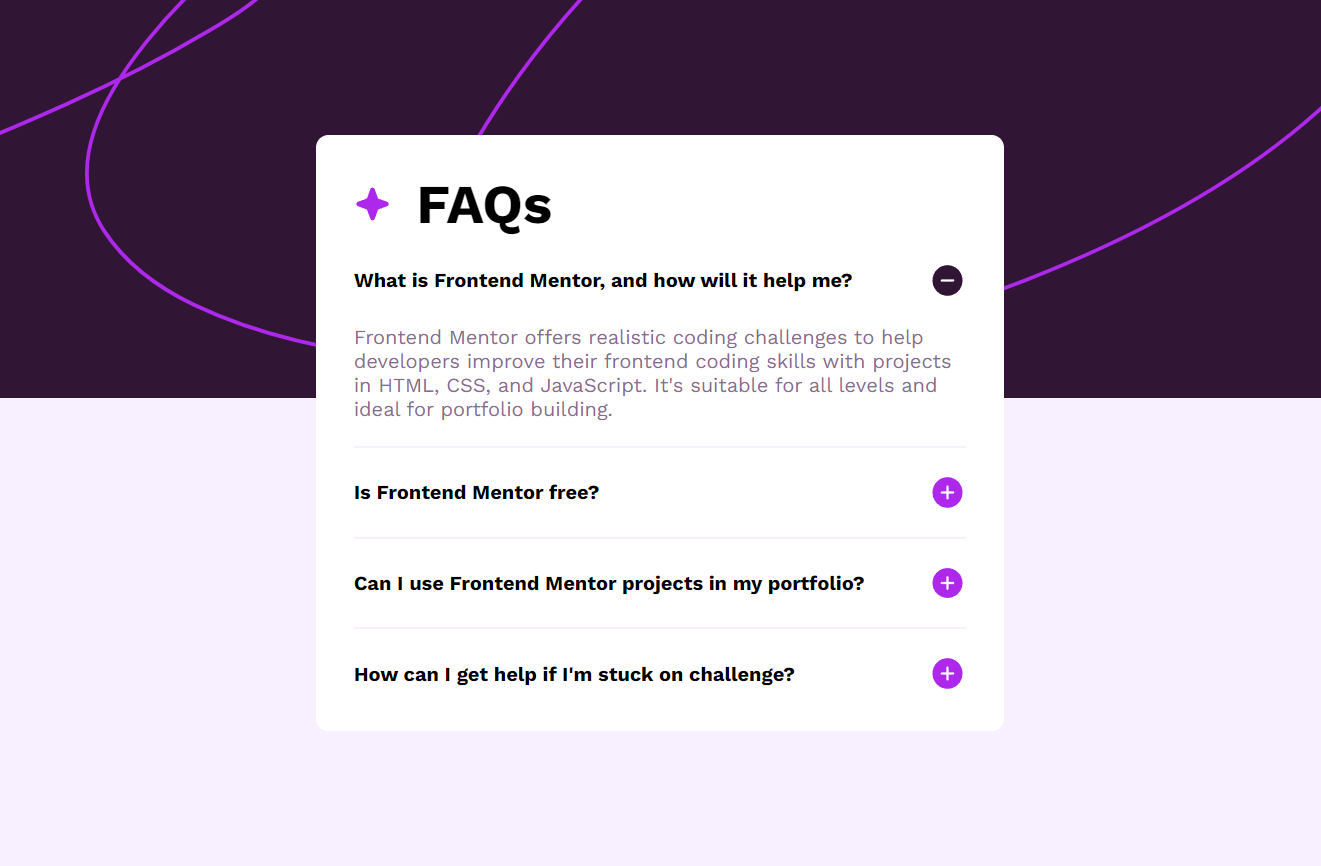 FAQs
What is Frontend Mentor, and how will it help me?
Frontend Mentor offers realistic coding challenges to help
developers improve their frontend coding skills with projects
in HTML, CSS, and JavaScript. It's suitable for all levels and
ideal for portfolio building.
Is Frontend Mentor free?
Can I use Frontend Mentor projects in my portfolio?
How can I get help if I'm stuck on challenge?